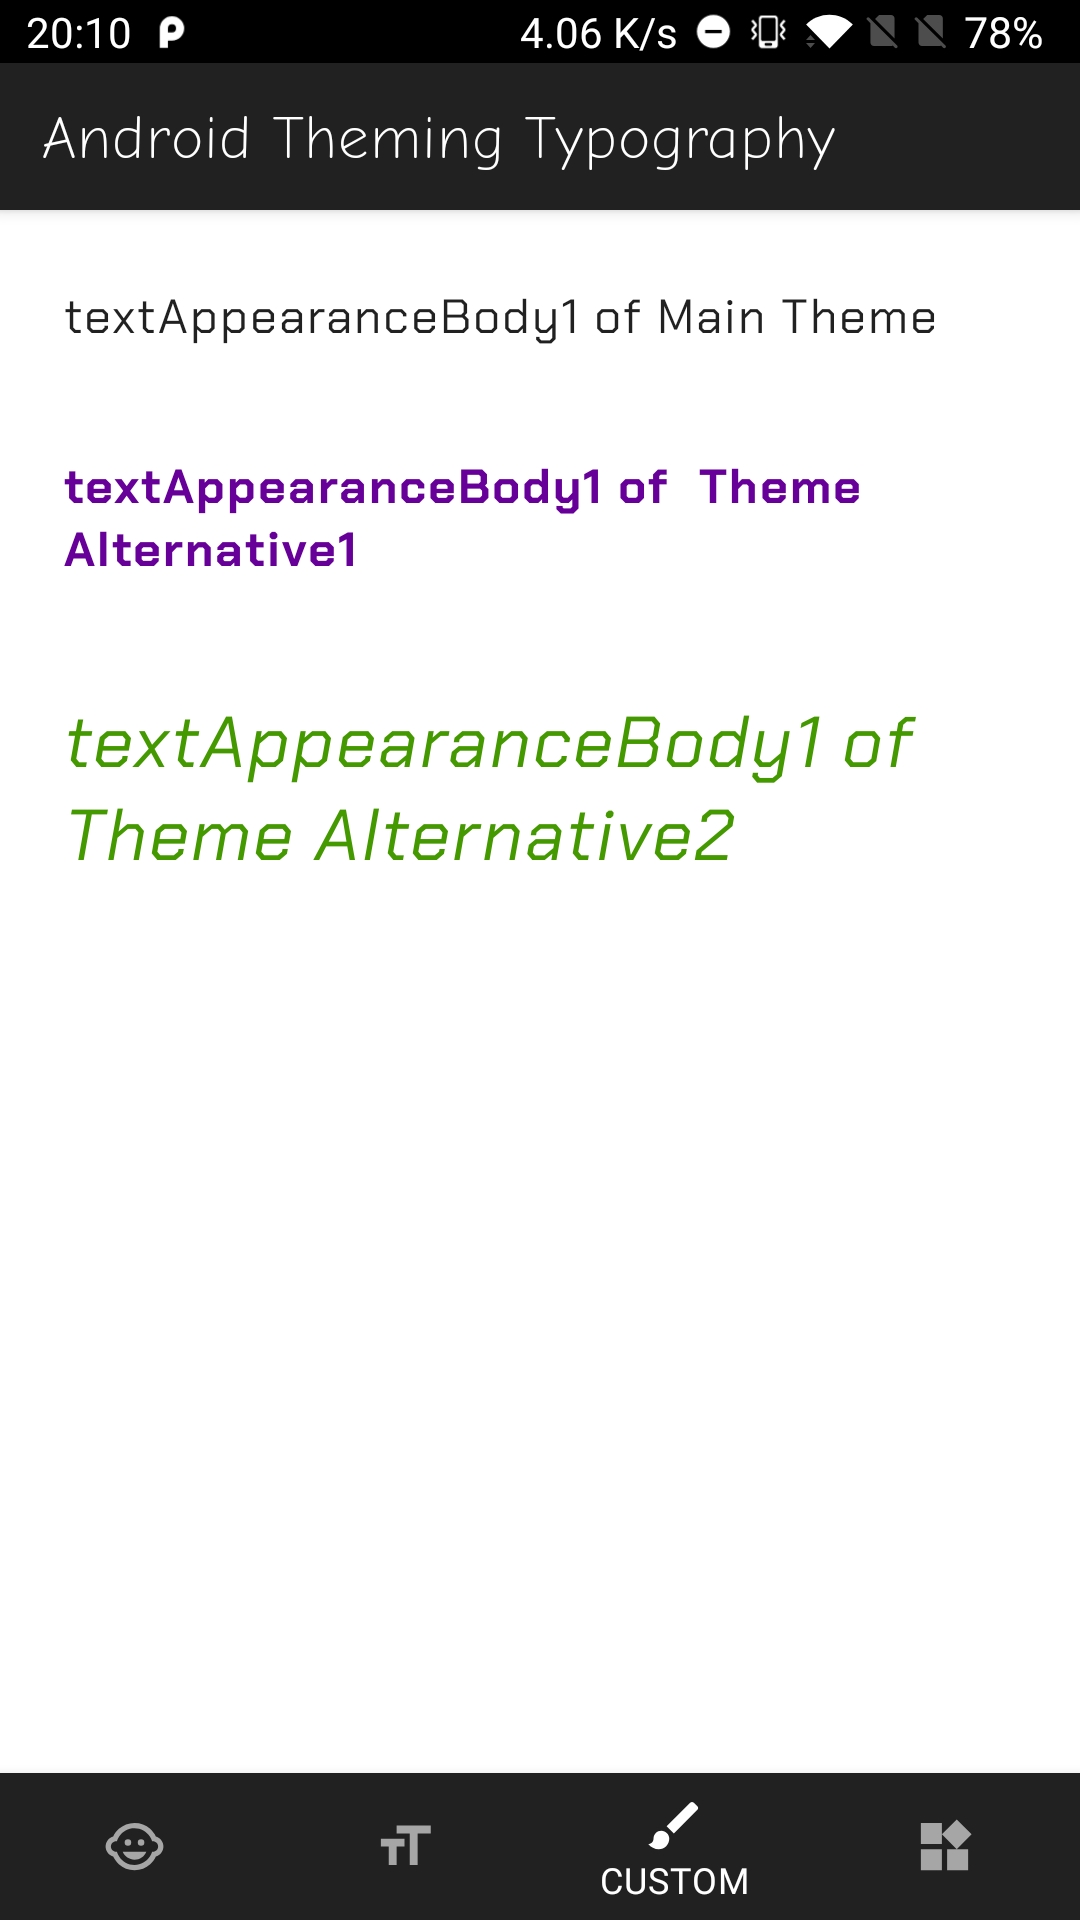 20:10 4.06 K/s 78%
Android Theming Typography
textAppearanceBody1 of Main Theme
textAppearanceBody1 of  Theme
Alternative1
textAppearanceBody1 of
Theme Alternative2
CUSTOM